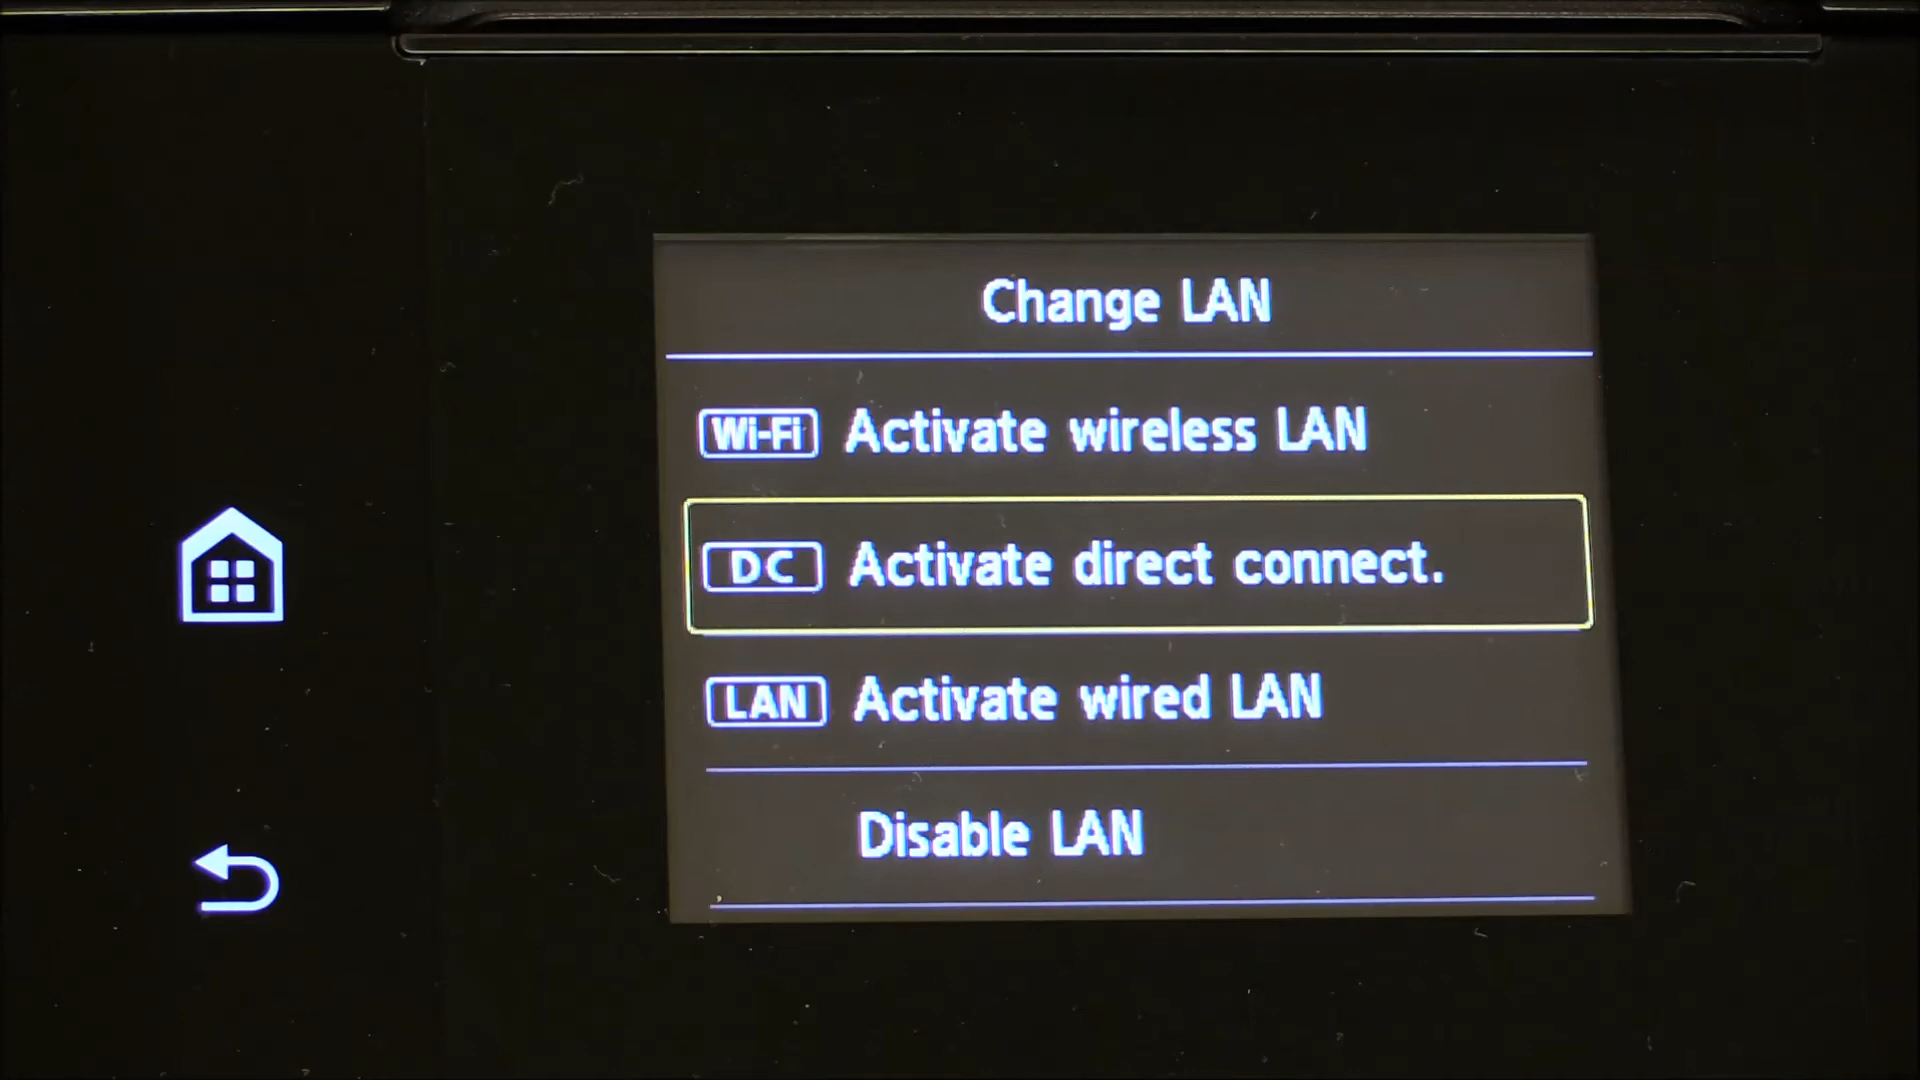 Change LAN
Wi-Fi Activate wireless LAN
DC Activate direct connect.
LAN Activate wired LAN
Disable LAN